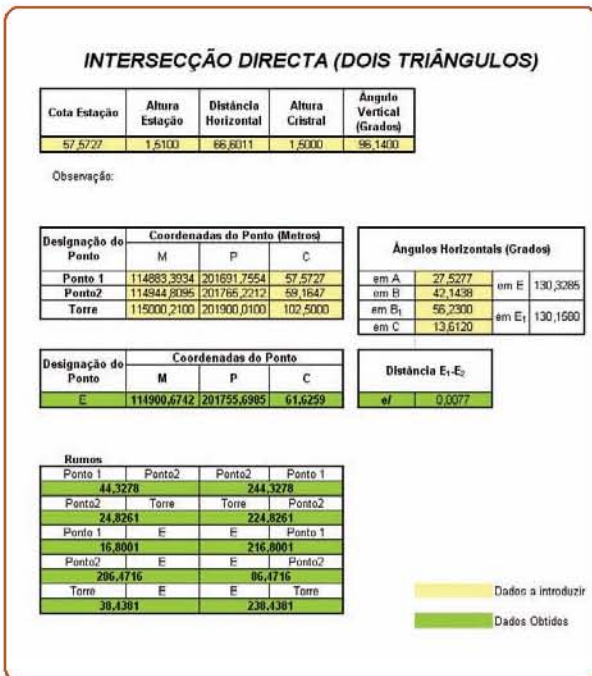 INTERSECÇÃO DIRECTA (DOIS TRIÂNGULOS)
Cota Estação Altura Estação Distância Horizontal Altura Cristral Ângulo Vertical (Grados)
57,5727 1,5100 66,6011 1,5000 96,1400
Observação:
Designação do Ponto Coordenadas do Ponto (Metros)
M P C
Ponto 1 114883,3934 201691,7554 57,5727
Ponto2 114944,8095 201765,2212 59,1647
Torre 115000,2100 201900,0100 102,5000
Ângulos Horizontais (Grados)
em A 27,5277 em E 130,3285
em B 42,1438
em B₁ 56,2300 em E₁ 130,1580
em C 13,6120
Designação do Ponto Coordenadas do Ponto
M P C
E 114900,6742 201755,6985 61,6259
Distância E₁-E₂
el 0,0077
Rumos
Ponto 1 Ponto2 Ponto2 Ponto 1
44,3278 244,3278
Ponto2 Torre Torre Ponto2
24,8261 224,8261
Ponto 1 E E Ponto 1
16,8001 216,8001
Ponto2 E E Ponto2
286,4716 86,4716
Torre E E Torre
38,4381 238,4381
Dados a introduzir
Dados Obtidos